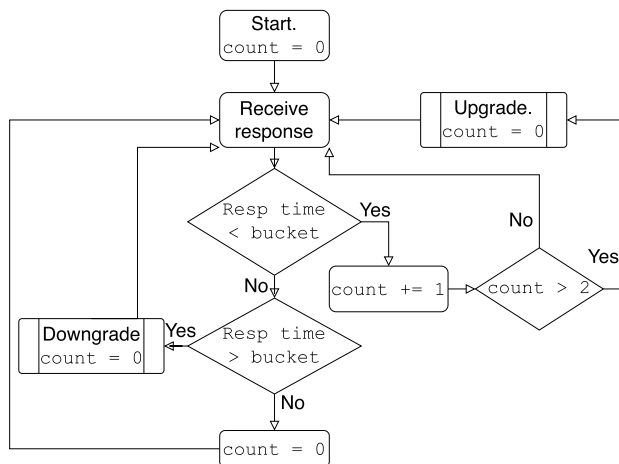 Start.
count = 0
Receive
response
Upgrade.
count = 0
Resp time
< bucket
Yes
No
count += 1
count > 2
No
Yes
Resp time
> bucket
Yes
Downgrade
count = 0
No
count = 0